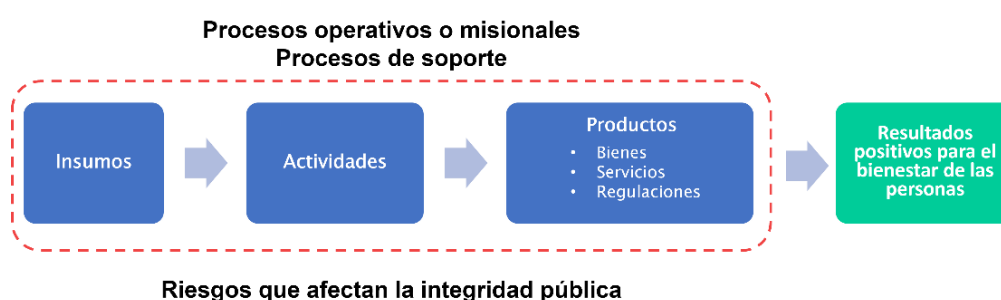 Procesos operativos o misionales
Procesos de soporte
Insumos
Actividades
Productos
• Bienes
• Servicios
• Regulaciones
Resultados
positivos para el
bienestar de las
personas
Riesgos que afectan la integridad pública